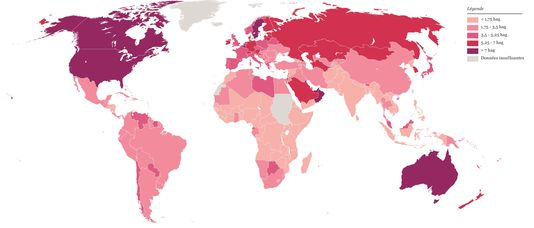 Légende
< 1,75 hag
1,75 - 3,5 hag
3,5 - 5,25 hag
5,25 - 7 hag
> 7 hag
Données insuffisantes